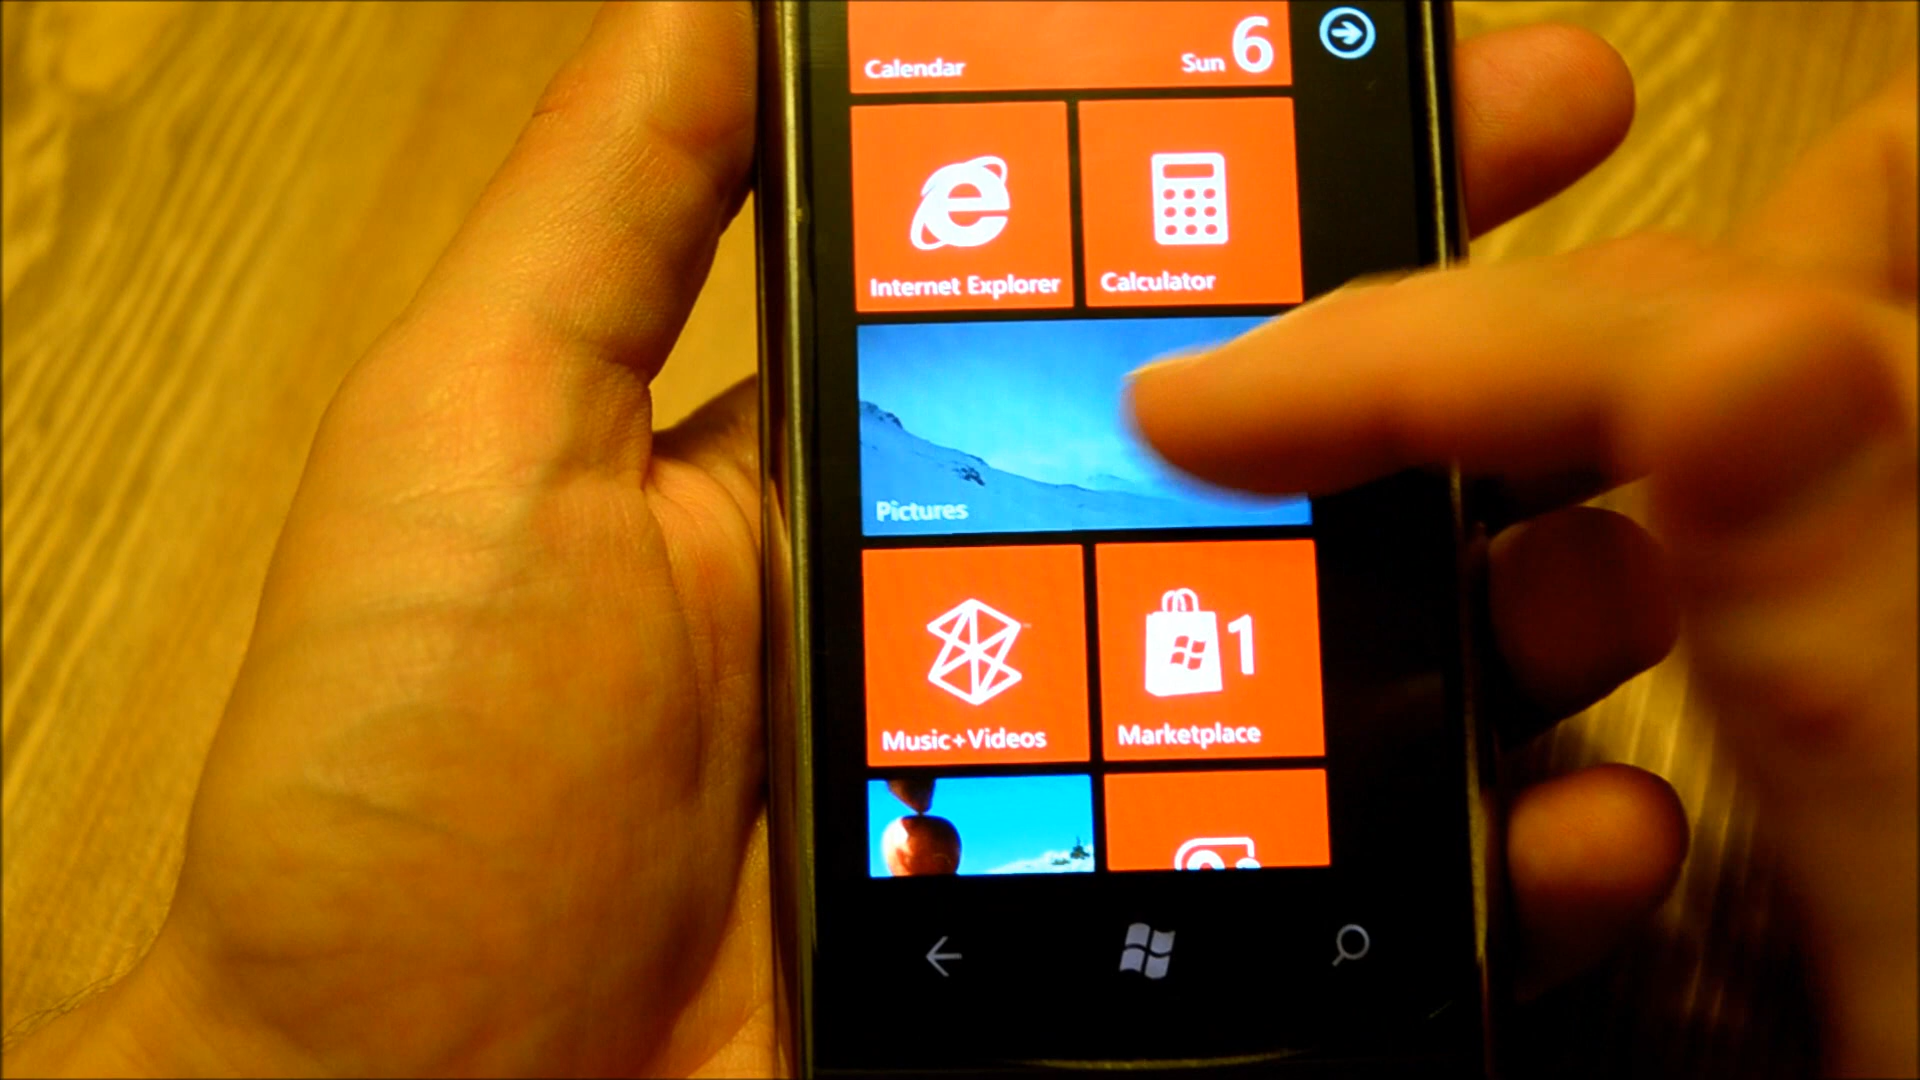 Calendar Sun 6
Internet Explorer
Calculator
Pictures
Music+Videos
1
Marketplace